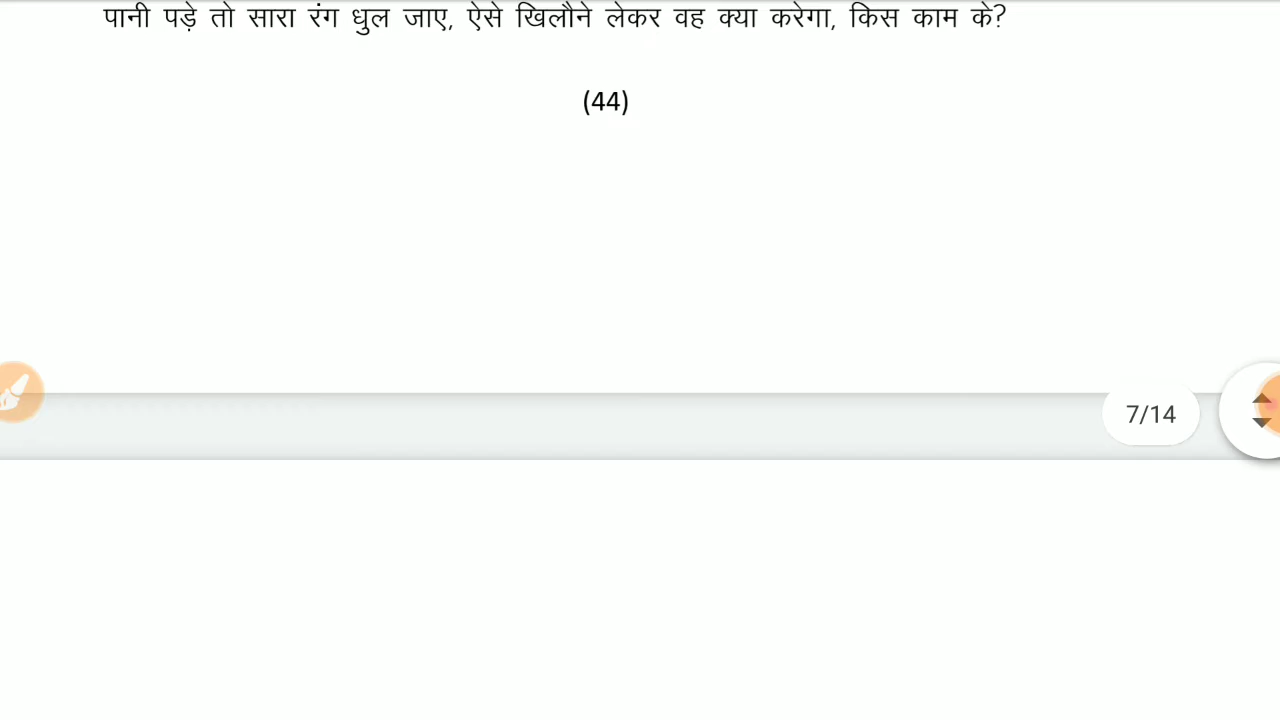 पानी पड़े तो सारा रंग धुल जाए, ऐसे खिलौने लेकर वह क्या करेगा, किस काम के?
(44)
7/14